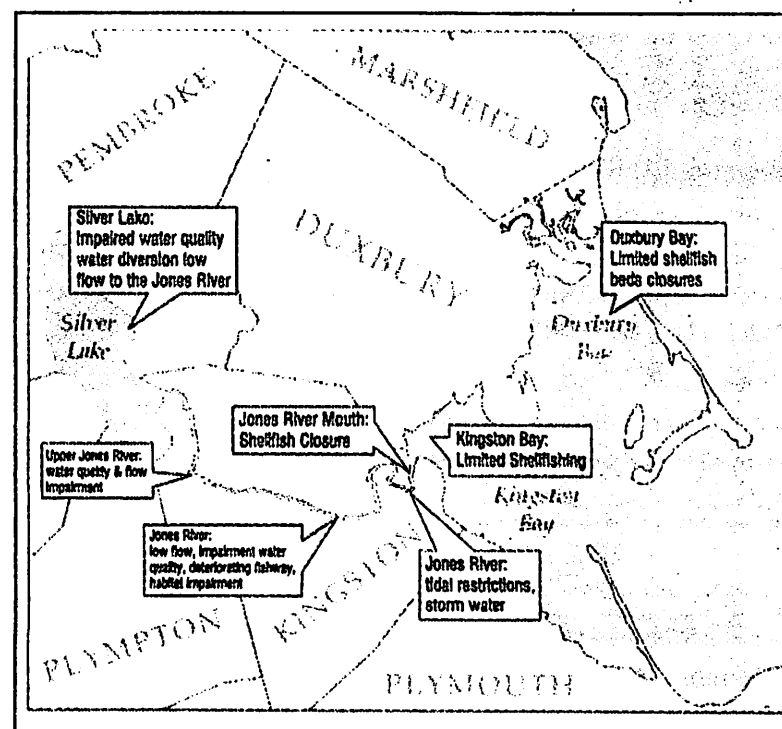 MARSHFIELD
PEMBROKE
DUXBURY
Silver Lake:
Impaired water quality
water diversion low
flow to the Jones River
Duxbury Bay:
Limited shellfish
beds closures
Silver
Lake
Duxbury
Bay
Jones River Mouth:
Shellfish Closure
Kingston Bay:
Limited Shellfishing
Upper Jones River:
water quality & flow
impairment
Kingston
Bay
Jones River:
low flow, impairment water
quality, deteriorating fishway,
habitat impairment
Jones River:
tidal restrictions,
storm water
KINGSTON
PLYMPTON
PLYMOUTH